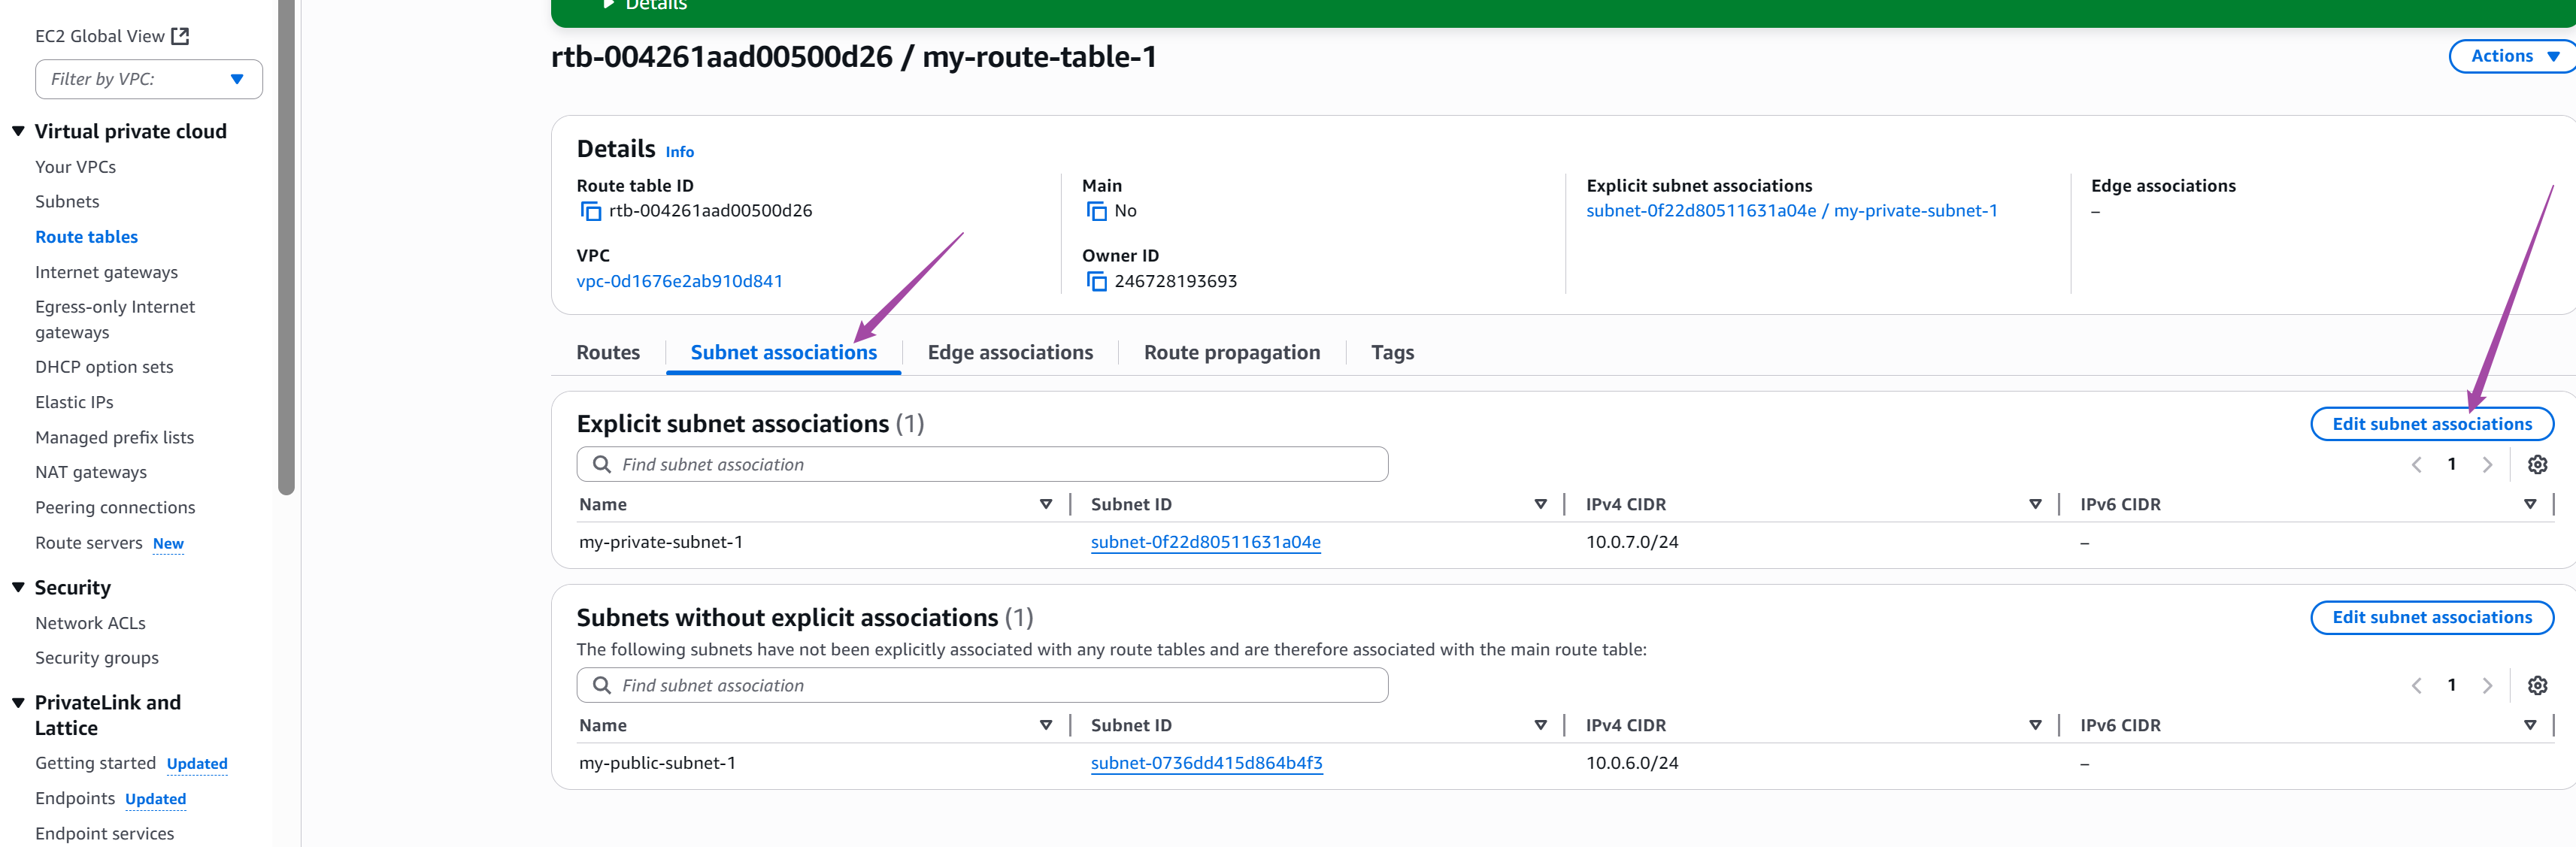 EC2 Global View
Filter by VPC:
Virtual private cloud
Your VPCs
Subnets
Route tables
Internet gateways
Egress-only Internet
gateways
DHCP option sets
Elastic IPs
Managed prefix lists
NAT gateways
Peering connections
Route servers New
Security
Network ACLs
Security groups
PrivateLink and
Lattice
Getting started Updated
Endpoints Updated
Endpoint services
Details
rtb-004261aad00500d26 / my-route-table-1
Actions
Details Info
Route table ID
rtb-004261aad00500d26
Main
No
Explicit subnet associations
subnet-0f22d80511631a04e / my-private-subnet-1
Edge associations
–
VPC
vpc-0d1676e2ab910d841
Owner ID
246728193693
Routes Subnet associations Edge associations Route propagation Tags
Explicit subnet associations (1)
Edit subnet associations
Find subnet association
1
Name Subnet ID IPv4 CIDR IPv6 CIDR
my-private-subnet-1 subnet-0f22d80511631a04e 10.0.7.0/24 –
Subnets without explicit associations (1)
Edit subnet associations
The following subnets have not been explicitly associated with any route tables and are therefore associated with the main route table:
Find subnet association
1
Name Subnet ID IPv4 CIDR IPv6 CIDR
my-public-subnet-1 subnet-0736dd415d864b4f3 10.0.6.0/24 –